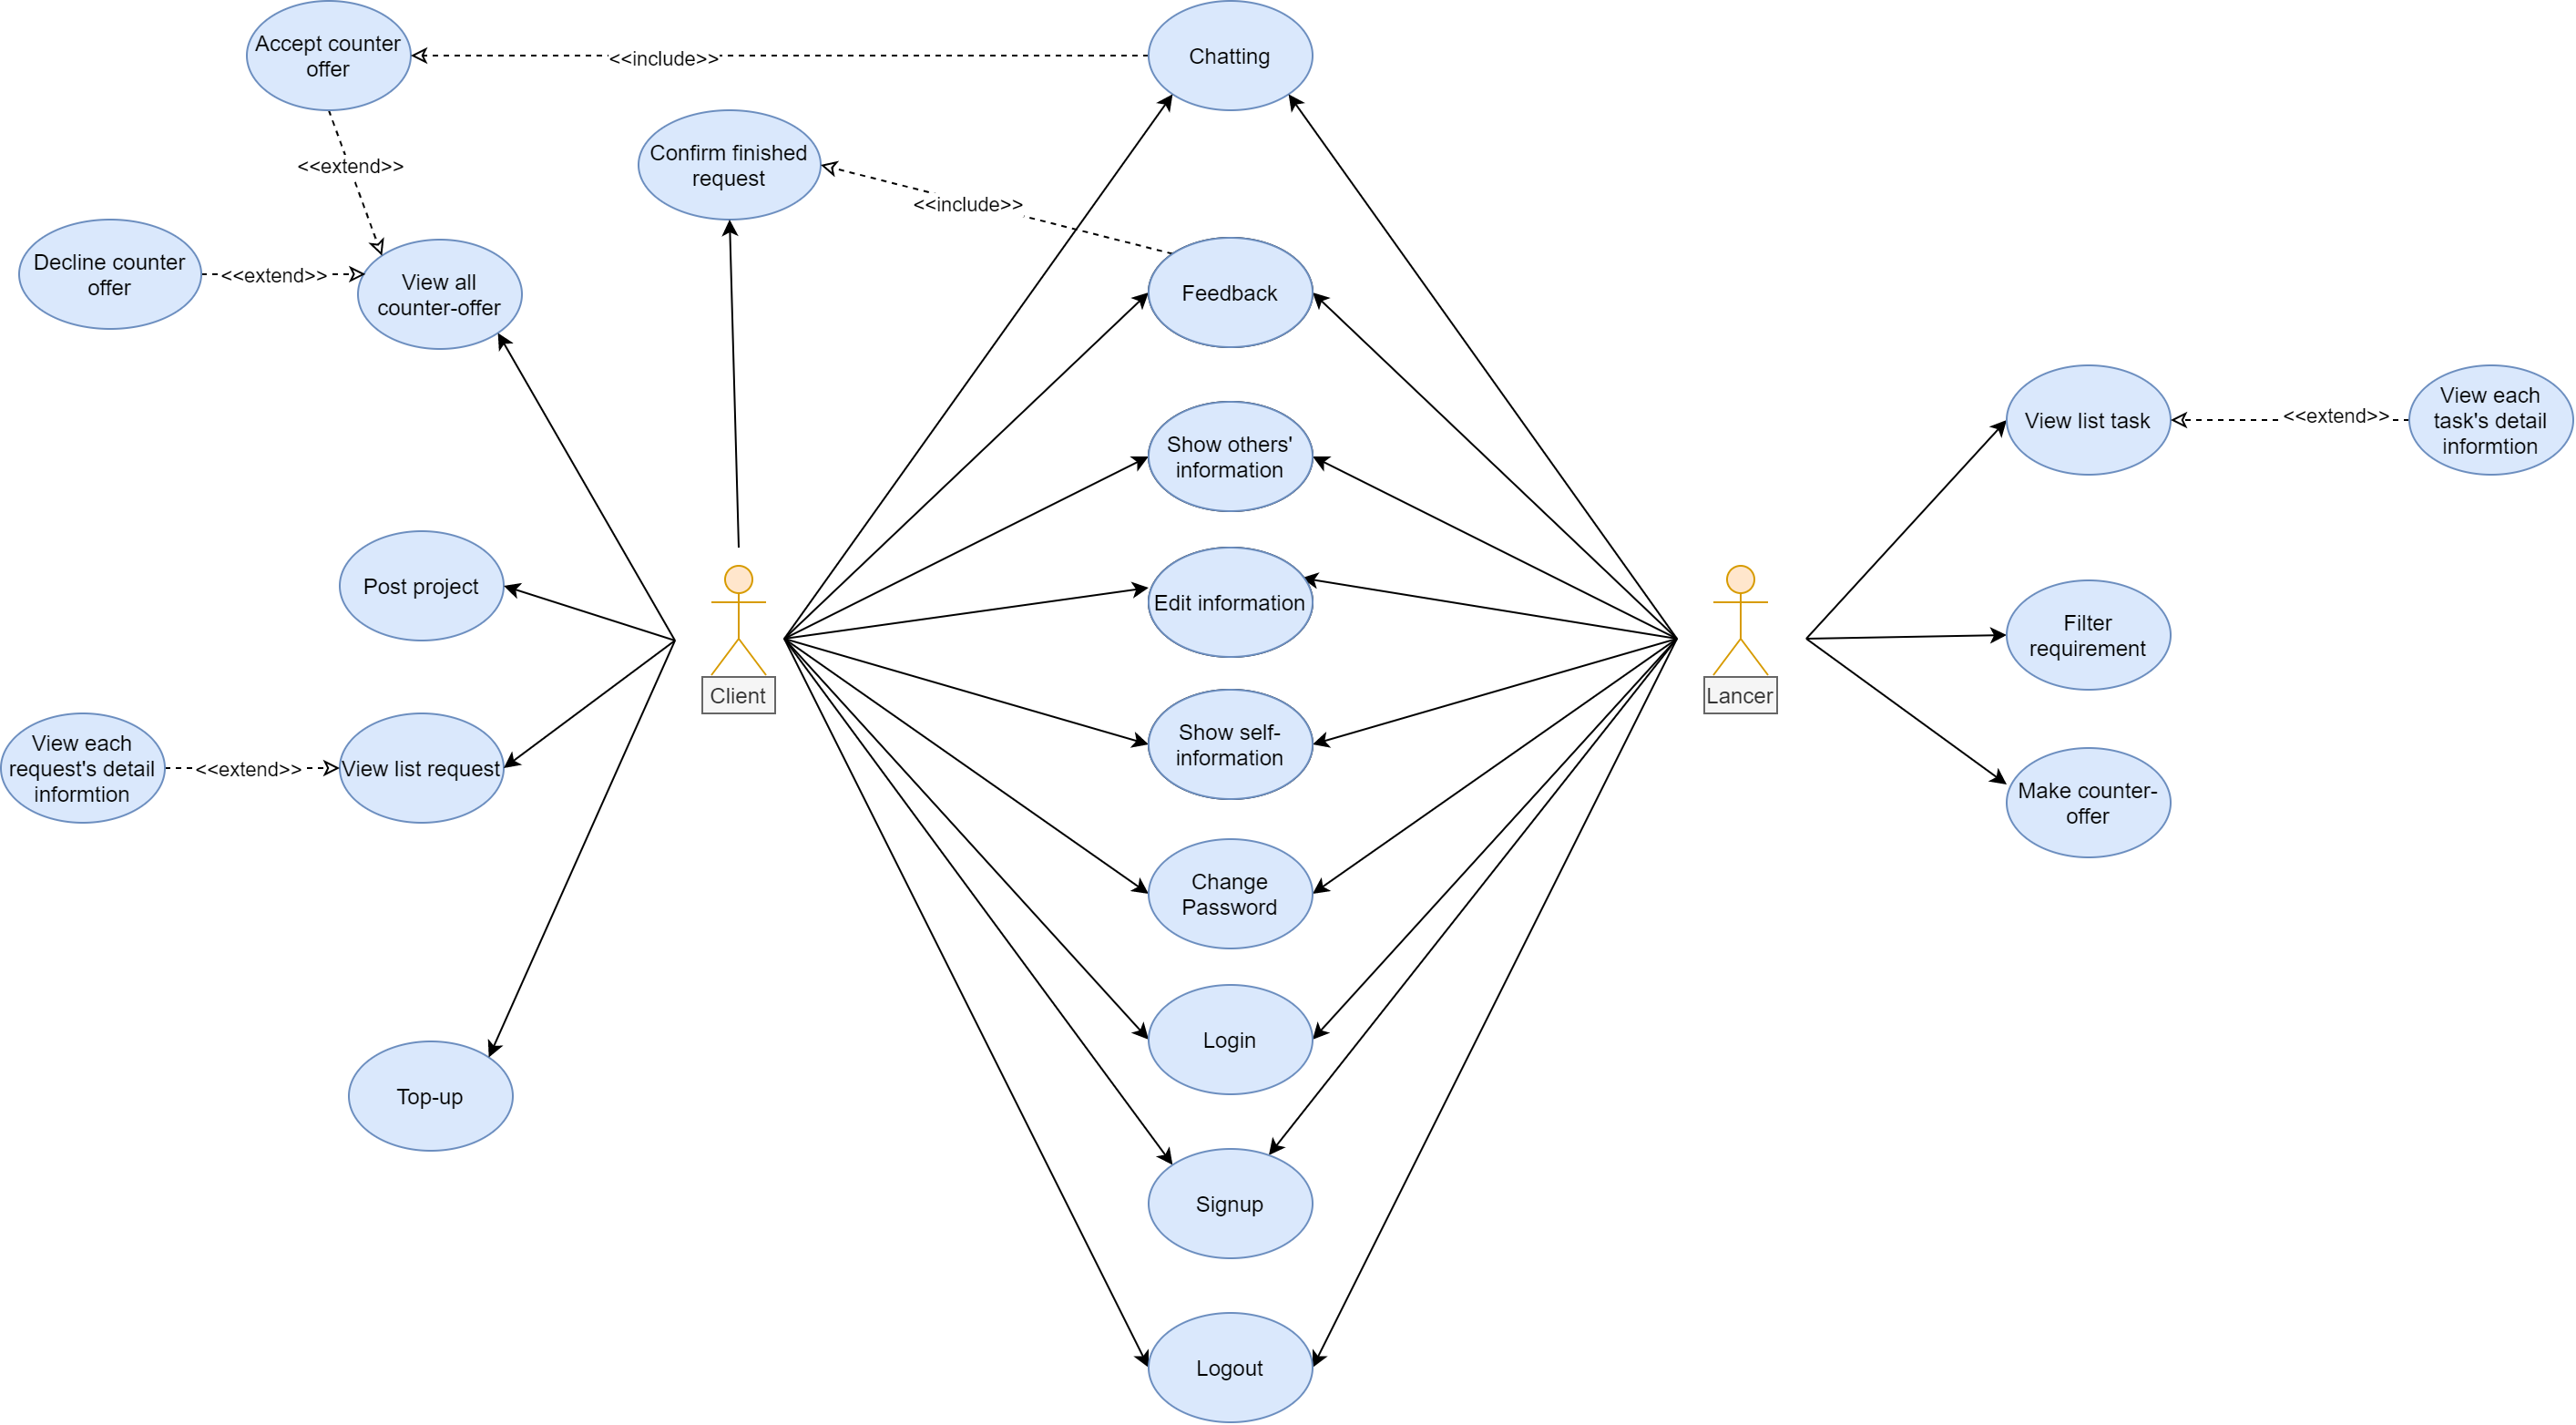 Accept counter
offer
<<include>>
Chatting
Confirm finished
request
<<extend>>
<<include>>
Decline counter
offer
<<extend>>
View all
counter-offer
Feedback
Show others'
information
View list task
<<extend>>
View each
task's detail
informtion
Post project
Edit information
Client
Lancer
Filter
requirement
View each
request's detail
informtion
<<extend>>
View list request
Show self-
information
Make counter-
offer
Change
Password
Login
Top-up
Signup
Logout